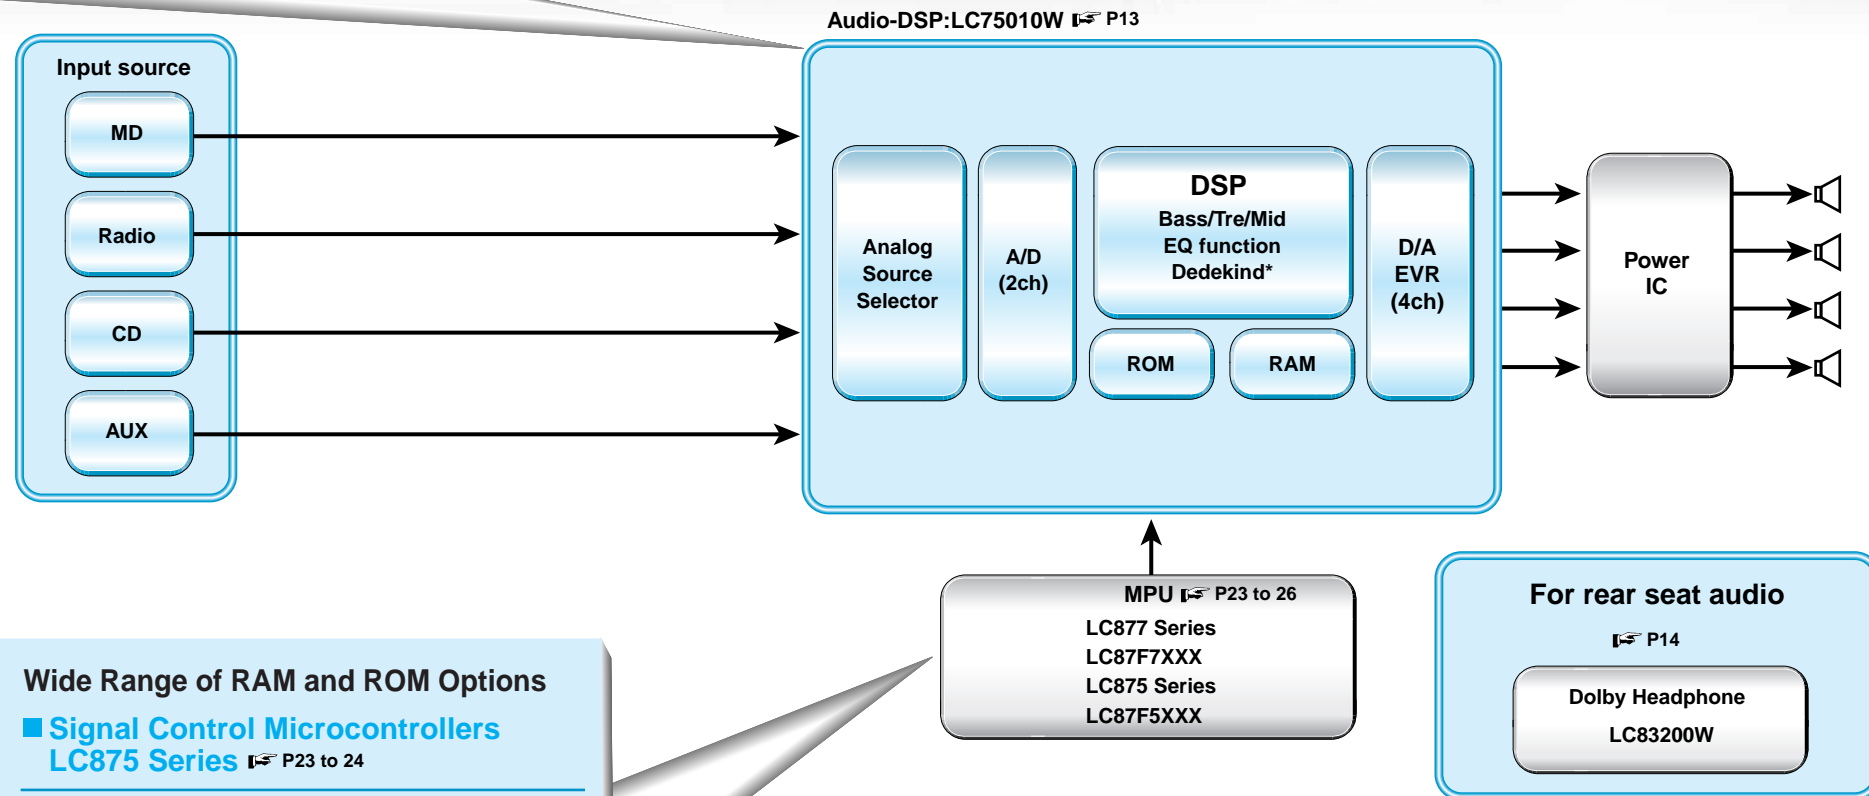 Audio-DSP:LC75010W ☞ P13
Input source
MD
Radio
CD
AUX
Analog
Source
Selector
A/D
(2ch)
DSP
Bass/Tre/Mid
EQ function
Dedekind*
ROM
RAM
D/A
EVR
(4ch)
Power
IC
MPU ☞ P23 to 26
LC877 Series
LC87F7XXX
LC875 Series
LC87F5XXX
For rear seat audio
☞ P14
Dolby Headphone
LC83200W
Wide Range of RAM and ROM Options
■ Signal Control Microcontrollers
LC875 Series ☞ P23 to 24